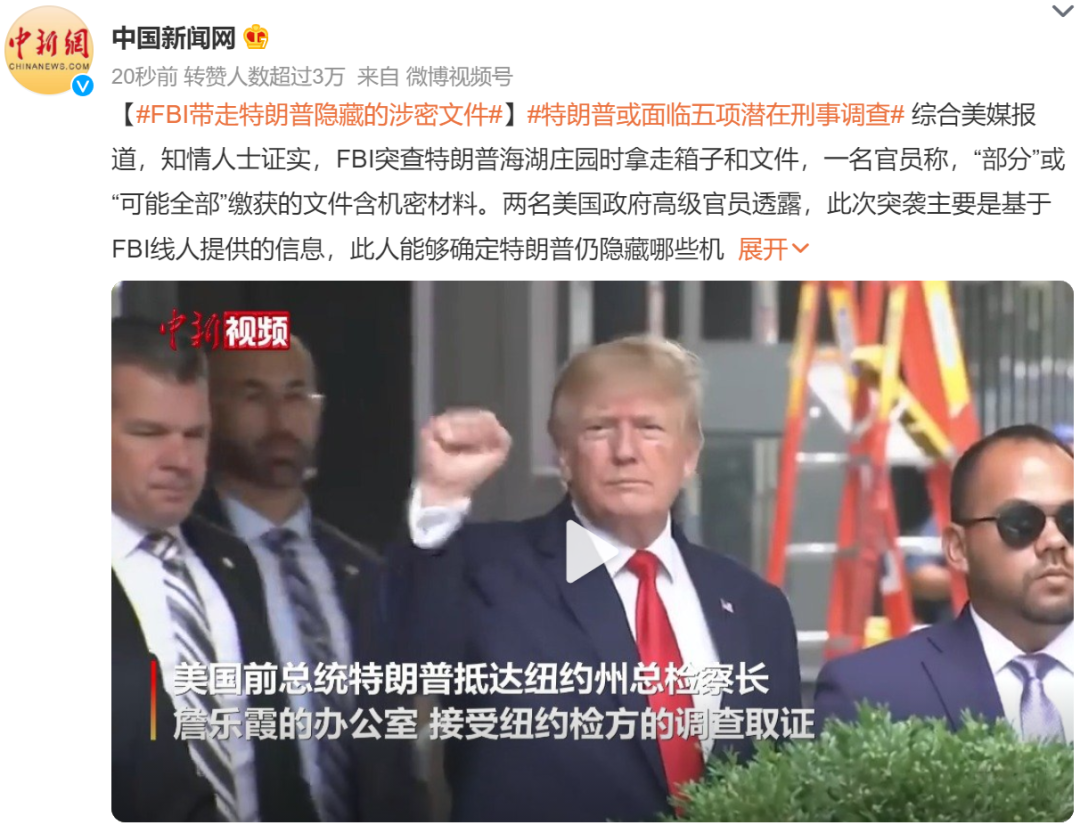 中新網
CHINANEWS.COM
中国新闻网
20秒前 转赞人数超过3万 来自 微博视频号
【#FBI带走特朗普隐藏的涉密文件#】#特朗普或面临五项潜在刑事调查# 综合美媒报
道，知情人士证实，FBI突查特朗普海湖庄园时拿走箱子和文件，一名官员称，“部分”或
“可能全部”缴获的文件含机密材料。两名美国政府高级官员透露，此次突袭主要是基于
FBI线人提供的信息，此人能够确定特朗普仍隐藏哪些机 展开
中新视频
美国前总统特朗普抵达纽约州总检察长
詹乐霞的办公室 接受纽约检方的调查取证